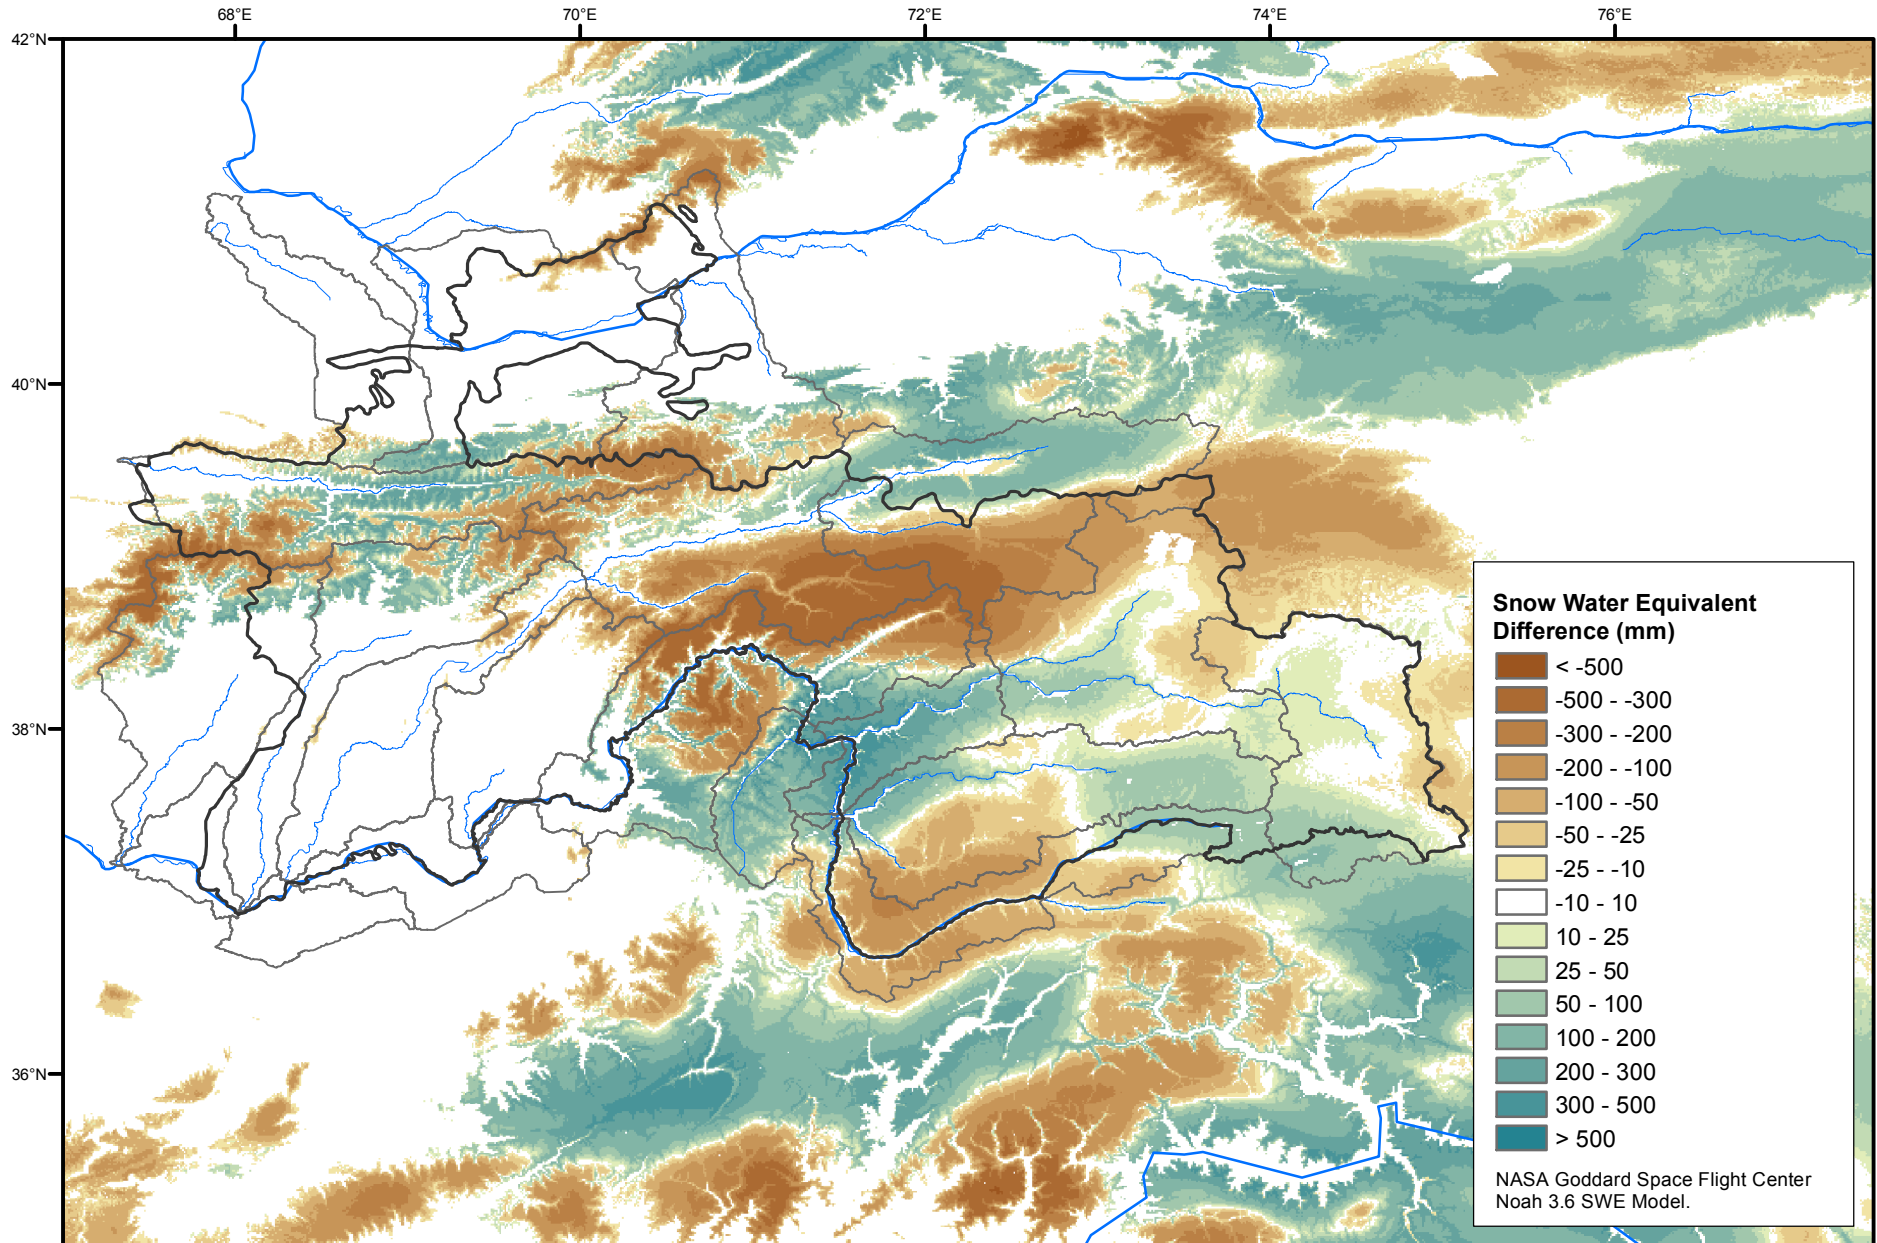 68°E 70°E 72°E 74°E 76°E
42°N
40°N
38°N
36°N
Snow Water Equivalent
Difference (mm)
< -500
-500 - -300
-300 - -200
-200 - -100
-100 - -50
-50 - -25
-25 - -10
-10 - 10
10 - 25
25 - 50
50 - 100
100 - 200
200 - 300
300 - 500
> 500
NASA Goddard Space Flight Center
Noah 3.6 SWE Model.